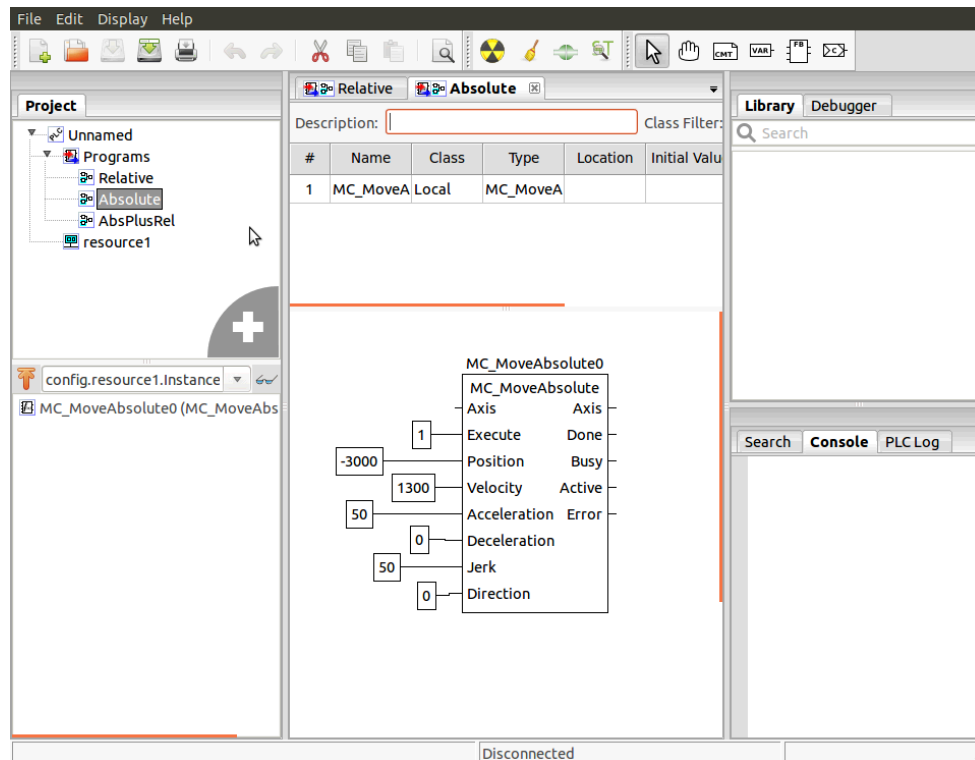 File Edit Display Help
CMT VAR FB
Relative Absolute
Project
Description: Class Filter:
Library Debugger
Search
Unnamed
Programs
Relative
Absolute
AbsPlusRel
resource1
# Name Class Type Location Initial Valu
1 MC_MoveA Local MC_MoveA
config.resource1.Instance
MC_MoveAbsolute0 (MC_MoveAbs
MC_MoveAbsolute0
MC_MoveAbsolute
Axis Axis
1 Execute Done
-3000 Position Busy
1300 Velocity Active
50 Acceleration Error
0 Deceleration
50 Jerk
0 Direction
Search Console PLC Log
Disconnected